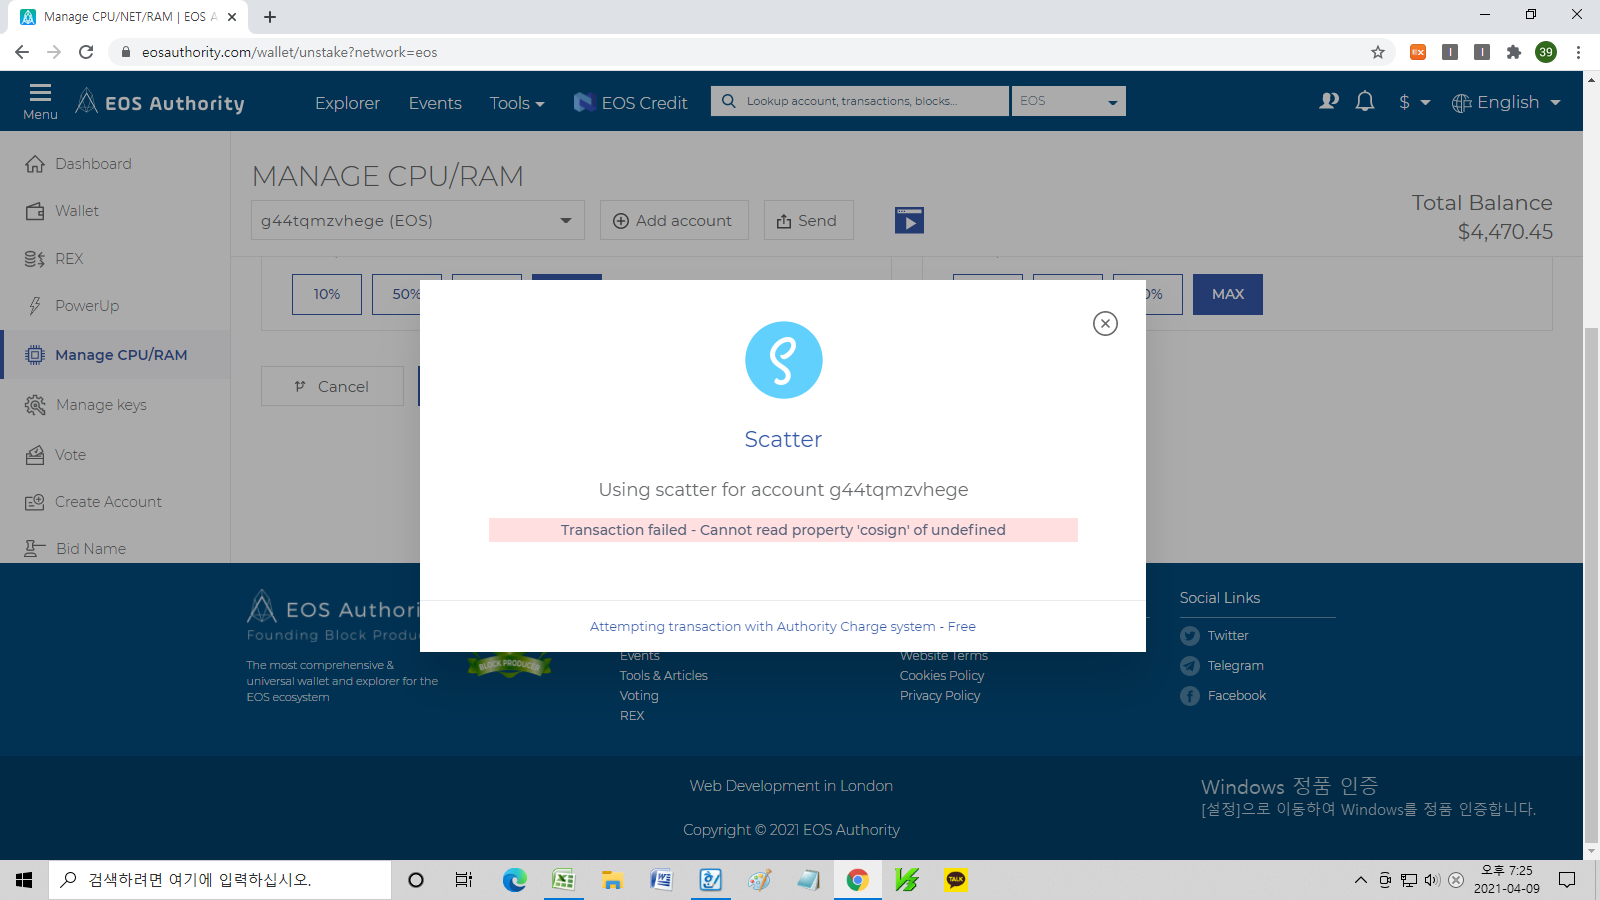 Manage CPU/NET/RAM | EOS A
eosauthority.com/wallet/unstake?network=eos
39
Menu
EOS Authority
Explorer
Events
Tools
EOS Credit
Lookup account, transactions, blocks...
EOS
$
English
Dashboard
Wallet
REX
PowerUp
Manage CPU/RAM
Manage keys
Vote
Create Account
Bid Name
MANAGE CPU/RAM
g44tqmzvhege (EOS)
Add account
Send
Total Balance
$4,470.45
10%
50%
0%
MAX
Cancel
Scatter
Using scatter for account g44tqmzvhege
Transaction failed - Cannot read property 'cosign' of undefined
Attempting transaction with Authority Charge system - Free
EOS Authori
Founding Block Produ
The most comprehensive &
universal wallet and explorer for the
EOS ecosystem
BLOCK PRODUCER
Events
Tools & Articles
Voting
REX
Website Terms
Cookies Policy
Privacy Policy
Social Links
Twitter
Telegram
Facebook
Web Development in London
Copyright © 2021 EOS Authority
Windows 정품 인증
[설정]으로 이동하여 Windows를 정품 인증합니다.
검색하려면 여기에 입력하십시오.
TALK
오후 7:25
2021-04-09